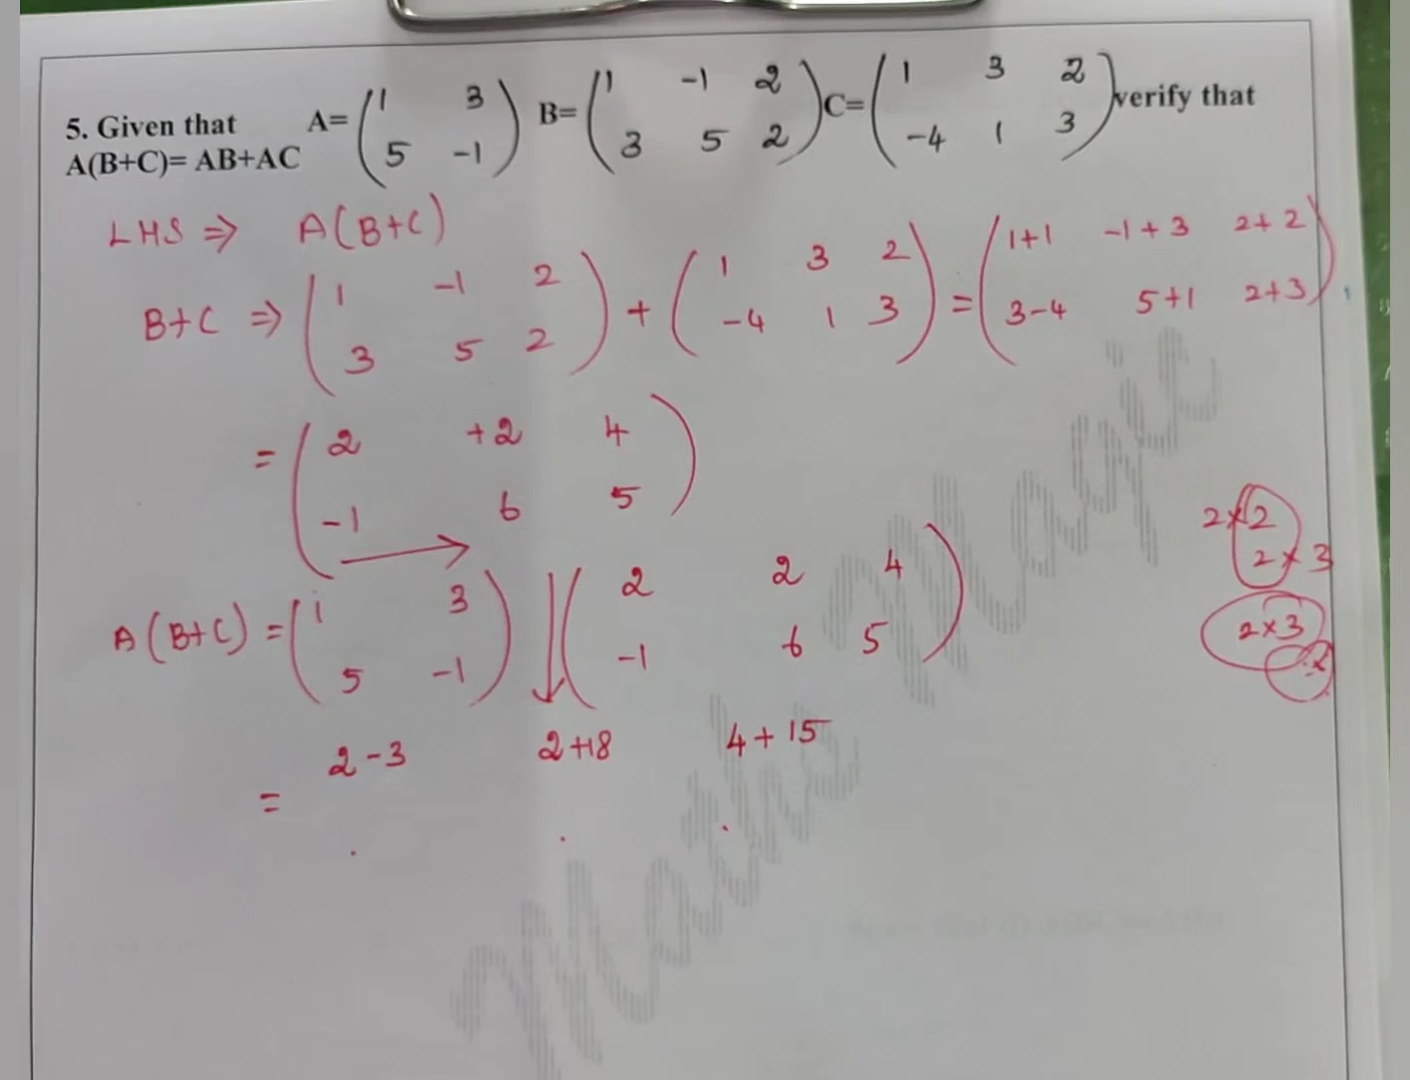 5. Given that A= (1 3 B= (1 -1 2 C= (1 3 2 verify that
5 -1) 3 5 2) -4 1 3)
A(B+C)= AB+AC
LHS ⇒ A(B+C)
B+C ⇒ (1 -1 2 + (1 3 2 = (1+1 -1+3 2+2
3 5 2) -4 1 3) 3-4 5+1 2+3)
= (2 +2 4
-1 6 5)
2×2
2×3
2×3
A(B+C) = (1 3 (2 2 4
5 -1) -1 6 5)
2-3 2+18 4+15
=
Maths Magic